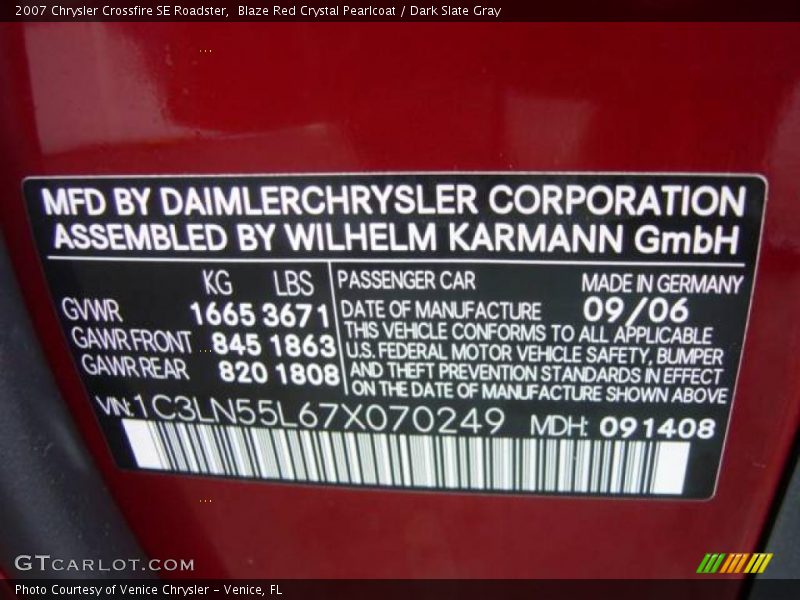 2007 Chrysler Crossfire SE Roadster,  Blaze Red Crystal Pearlcoat / Dark Slate Gray
MFD BY DAIMLERCHRYSLER CORPORATION
ASSEMBLED BY WILHELM KARMANN GmbH
KG LBS
GVWR 1665 3671
GAWR FRONT 845 1863
GAWR REAR 820 1808
PASSENGER CAR MADE IN GERMANY
DATE OF MANUFACTURE 09/06
THIS VEHICLE CONFORMS TO ALL APPLICABLE
U.S. FEDERAL MOTOR VEHICLE SAFETY, BUMPER
AND THEFT PREVENTION STANDARDS IN EFFECT
ON THE DATE OF MANUFACTURE SHOWN ABOVE
VIN: 1C3LN55L67X070249 MDH: 091408
GTCARLOT.COM
Photo Courtesy of Venice Chrysler - Venice, FL